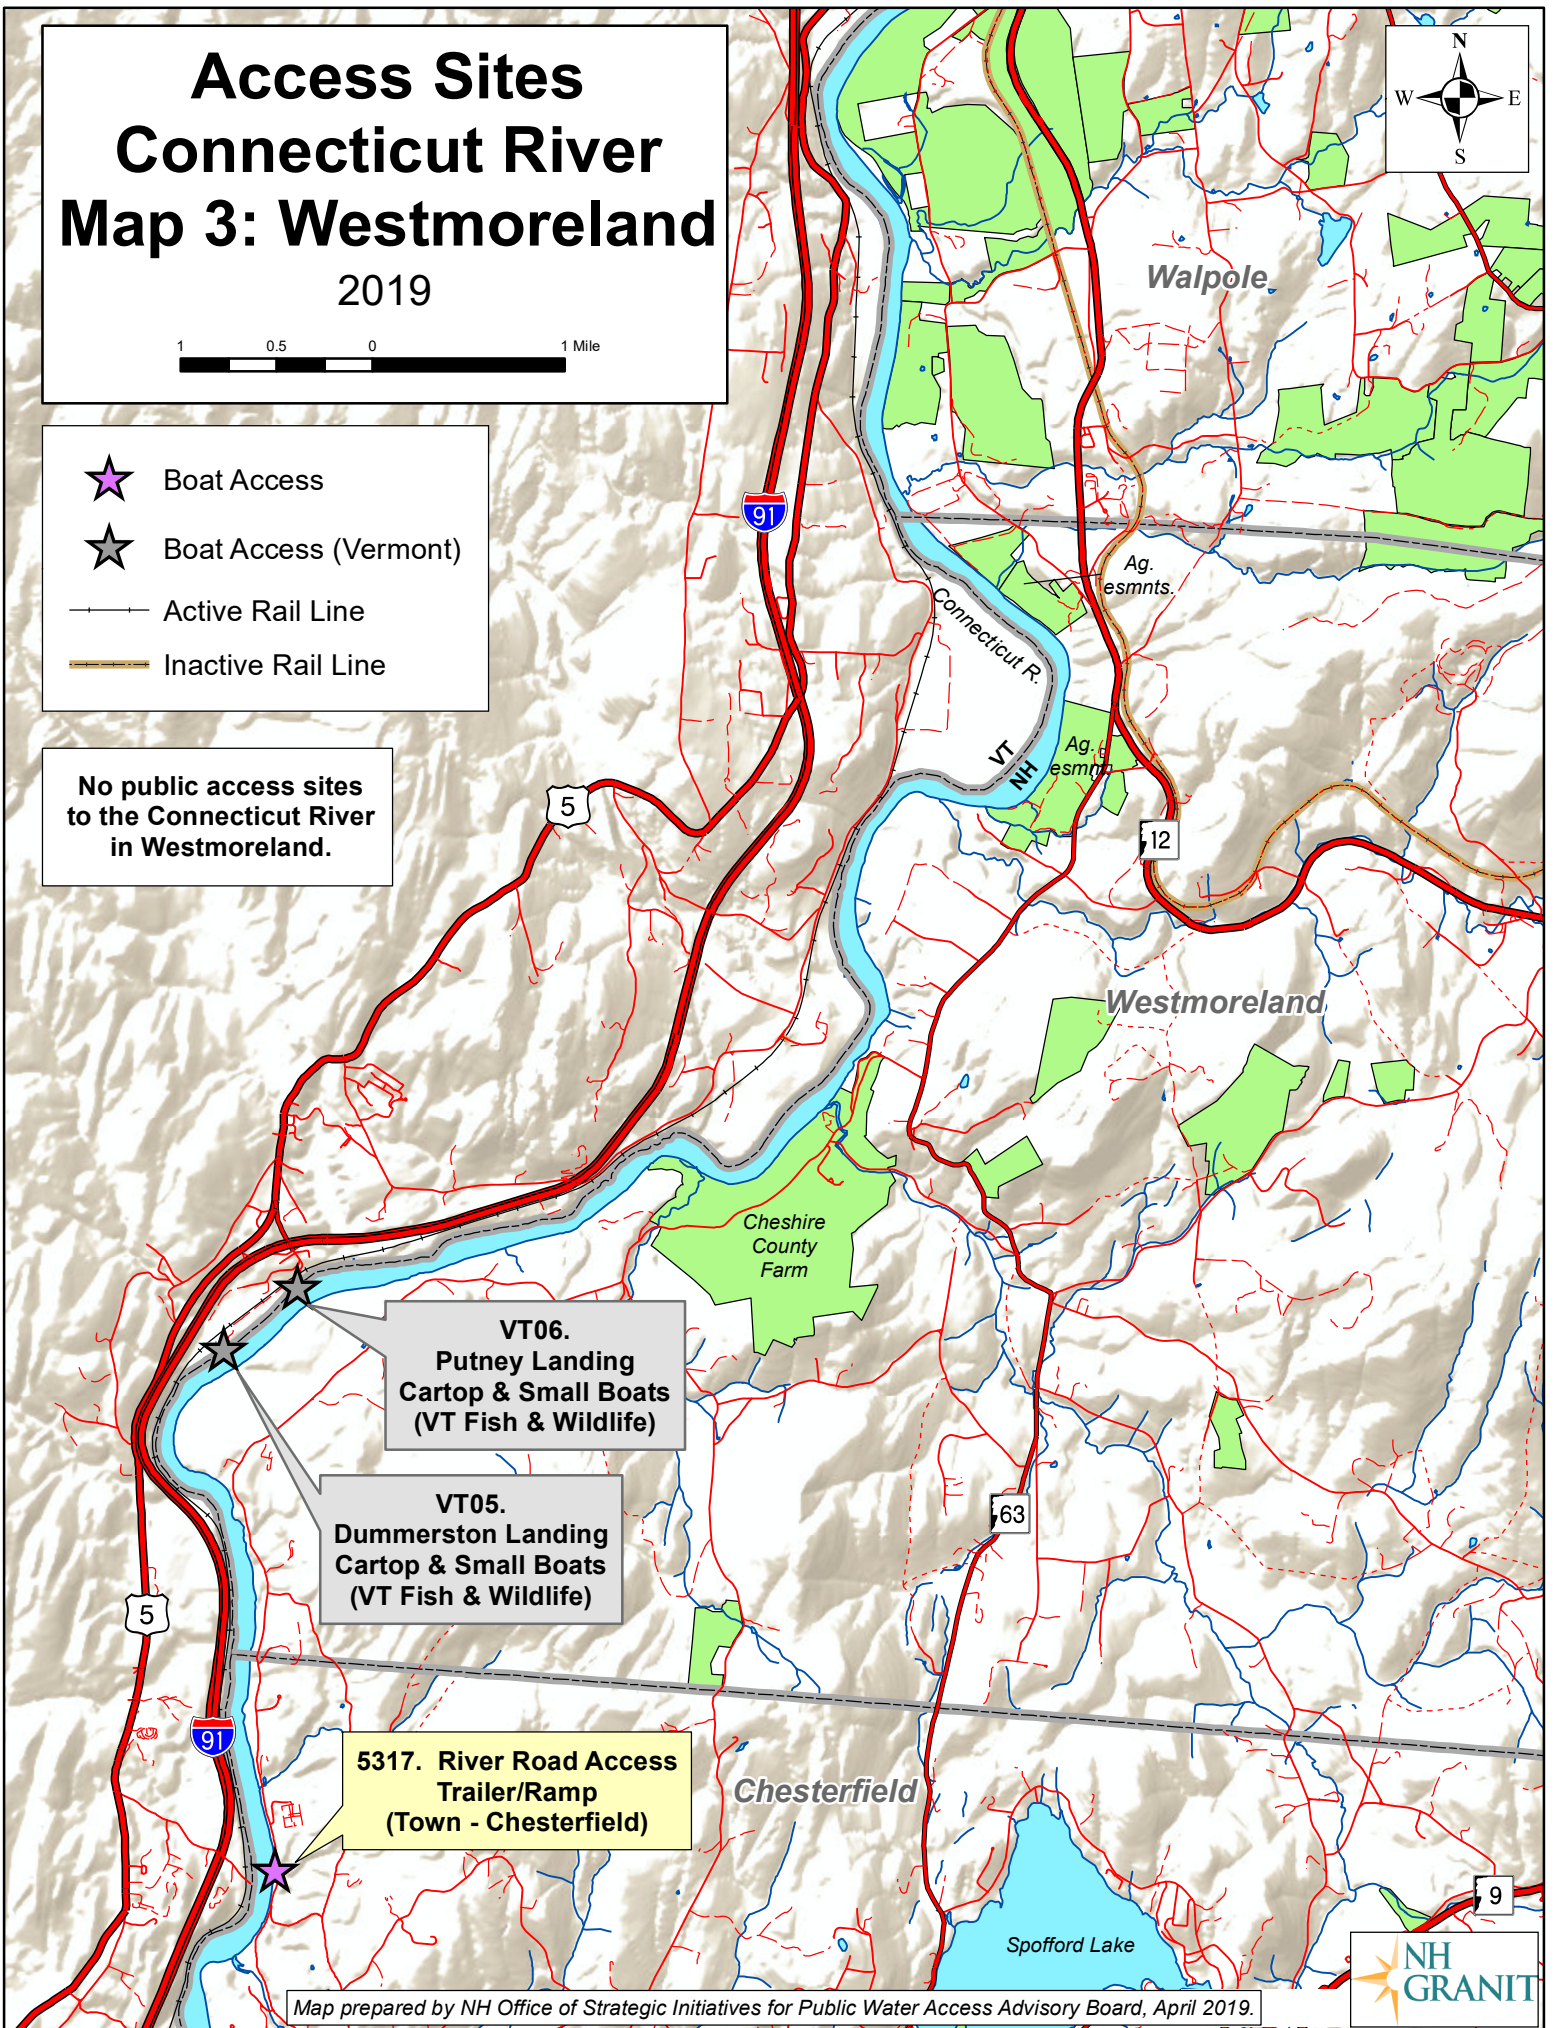 Access Sites
Connecticut River
Map 3: Westmoreland
2019
1 0.5 0 1 Mile
N
W E
S
Boat Access
Boat Access (Vermont)
Active Rail Line
Inactive Rail Line
No public access sites
to the Connecticut River
in Westmoreland.
Walpole
91
Ag.
esmnts.
Connecticut R.
VT
NH
Ag.
esmnt.
5
12
Westmoreland
Cheshire
County
Farm
VT06.
Putney Landing
Cartop & Small Boats
(VT Fish & Wildlife)
VT05.
Dummerston Landing
Cartop & Small Boats
(VT Fish & Wildlife)
63
5
91
5317. River Road Access
Trailer/Ramp
(Town - Chesterfield)
Chesterfield
9
Spofford Lake
NH
GRANIT
Map prepared by NH Office of Strategic Initiatives for Public Water Access Advisory Board, April 2019.